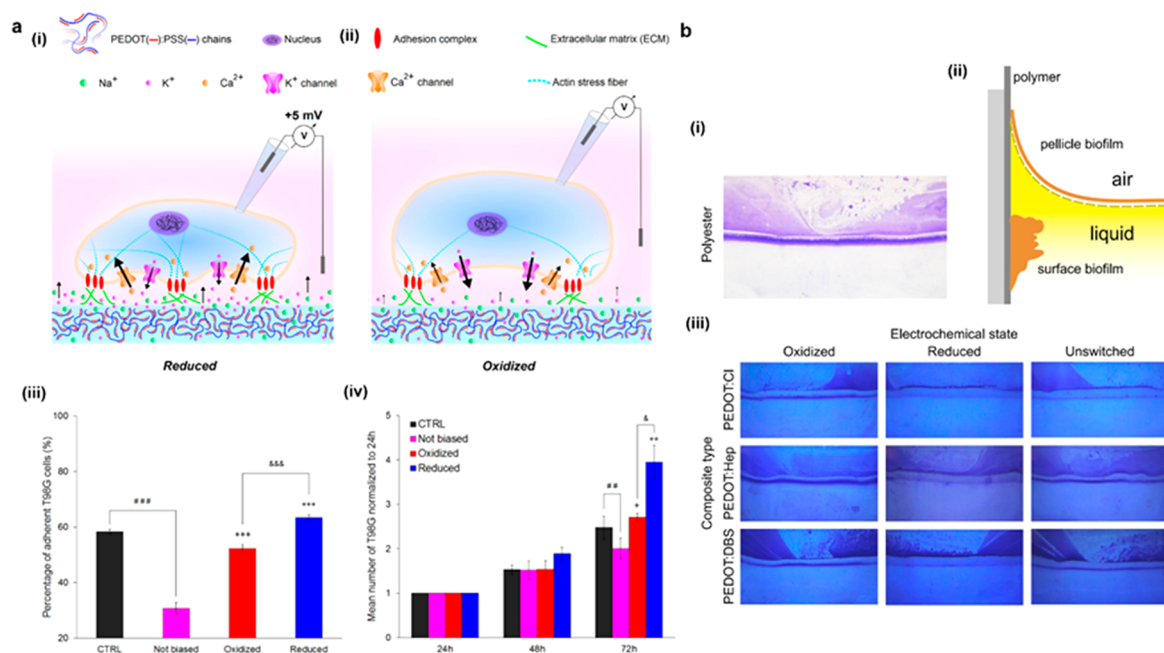 a
(i)
PEDOT(—):PSS(—) chains
Nucleus
(ii)
Adhesion complex
Extracellular matrix (ECM)
Na+
K+
Ca2+
K+ channel
Ca2+ channel
Actin stress fiber
+5 mV
V
V
Reduced
Oxidized
(iii)
100
80
60
40
20
Percentage of adherent T98G cells (%)
###
&&&
***
***
CTRL
Not biased
Oxidized
Reduced
(iv)
5
4
3
2
1
0
Mean number of T98G normalized to 24h
CTRL
Not biased
Oxidized
Reduced
&
**
##
+
24h
48h
72h
b
(i)
Polyester
(ii)
polymer
pellicle biofilm
air
liquid
surface biofilm
(iii)
Electrochemical state
Oxidized
Reduced
Unswitched
Composite type
PEDOT:Cl
PEDOT:Hep
PEDOT:DBS